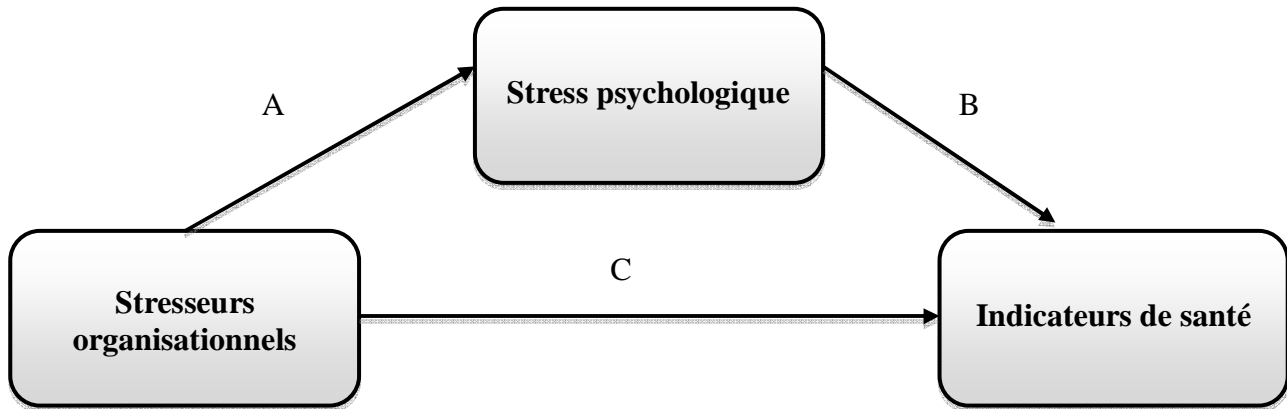 Stress psychologique
A
B
Stresseurs
organisationnels
C
Indicateurs de santé